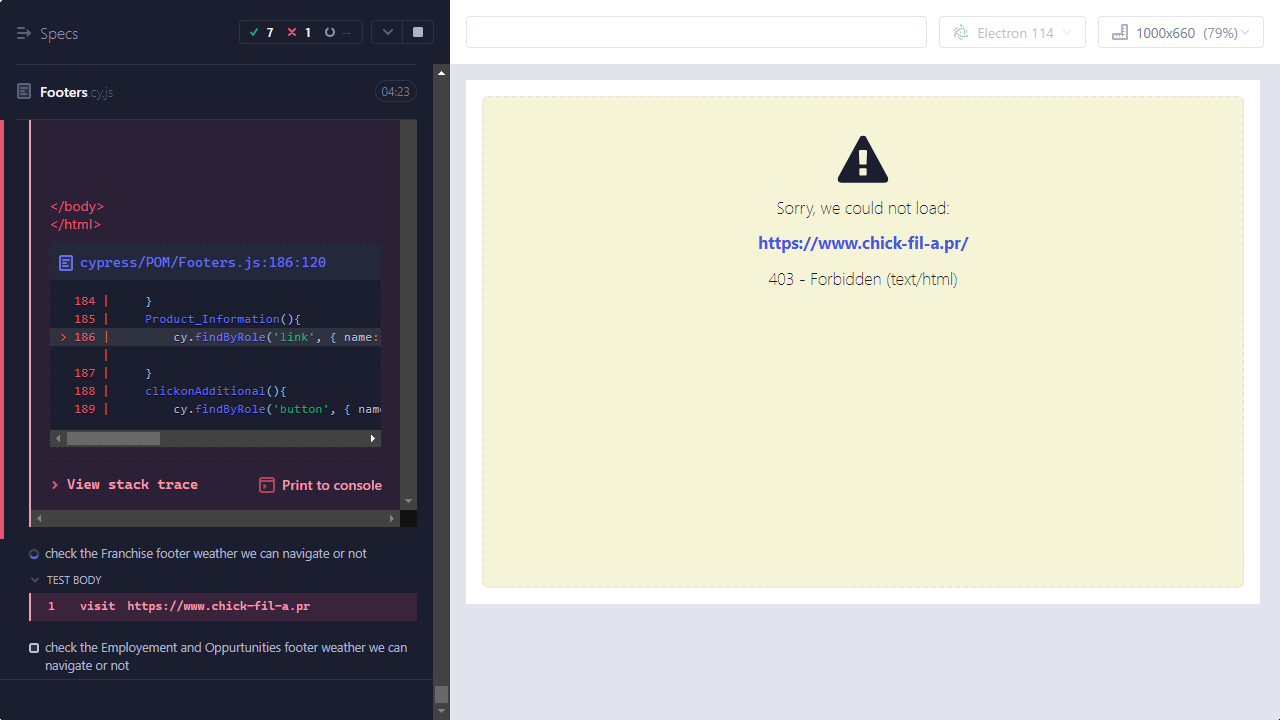 Specs
7 1 --
Electron 114
1000x660 (79%)
Footers.cy.js
04:23
</body>
</html>
cypress/POM/Footers.js:186:120
184 | }
185 | Product_Information(){
> 186 | cy.findByRole('link', { name:
|
187 | }
188 | clickonAdditional(){
189 | cy.findByRole('button', { nam
View stack trace
Print to console
check the Franchise footer weather we can navigate or not
TEST BODY
1 visit https://www.chick-fil-a.pr
check the Employement and Oppurtunities footer weather we can
navigate or not
Sorry, we could not load:
https://www.chick-fil-a.pr/
403 - Forbidden (text/html)